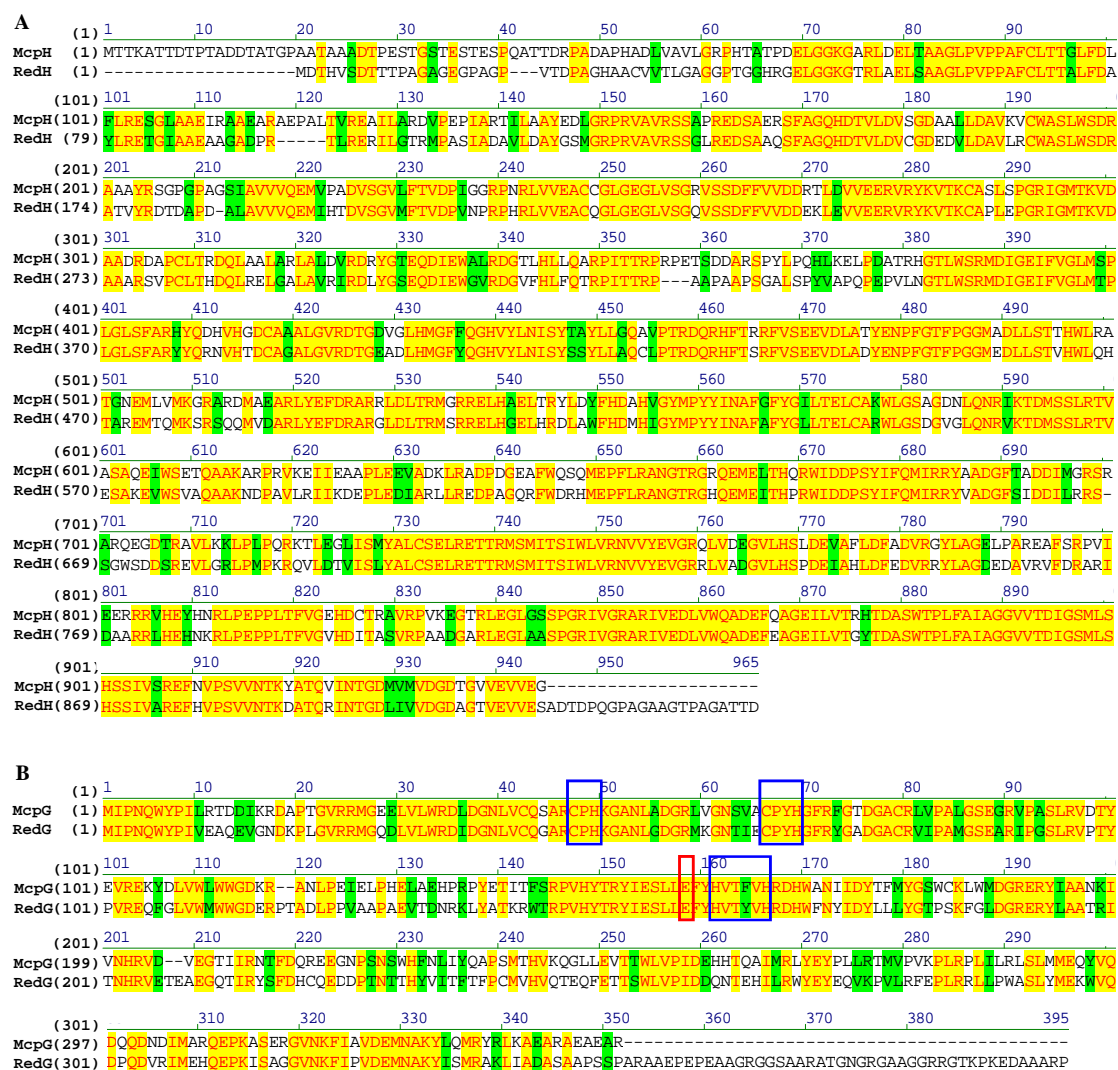 A
(1) 1 10 20 30 40 50 60 70 80 90
McpH (1) MTTKATTDTPTADDTATGPAATAAADTPESTGSTESTESPQATTDRPADAPHADLVAVLGRPHTATPDELGGKGARLDELTAAGLPVPPAFCLTTGLFDL
RedH (1) -------------------DTHVSDTTTPAGAGEGPAGP---VTDPAGHAACVVTLGAGGPTGGHRGELGGKGTRLAELSAAGLPVPPAFCLTTALFDA
(101) 101 110 120 130 140 150 160 170 180 190
McpH(101) FLRESGLAAEIRAAEARAEPALTVREAILARDVPEPIARTILAAYEDLGRPRVAVRSSAPREDSAERSFAGQHDTVLDVSGDAALLDAVKVCWASLWSDR
RedH (79) YLRETGIAAEAAGADPR-----TLRERILGTRMPASIADAVLDAYGSMGRPRVAVRSSGLREDSAAQSFAGQHDTVLDVCGDEDVLDAVLRCWASLWSDR
(201) 201 210 220 230 240 250 260 270 280 290
McpH(201) AAAYRSGPGPAGSIAVVVQEMVPADVSGVLFTVDPIGGRPNRLVVEACCGLGEGLVSGRVSSDFFVVDDRTLDVVEERVRYKVTKCASLSPGRIGMTKVD
RedH(174) ATVYRDTDAPD-ALAVVVQEMIHTDVSGVMFTVDPVNPRPHRLVVEACQGLGEGLVSGQVSSDFFVVDDEKLEVVEERVRYKVTKCAPLEPGRIGMTKVD
(301) 301 310 320 330 340 350 360 370 380 390
McpH(301) AADRDAPCLTRDQLAALARLALDVRDRYGTEQDIEWALRDGTLHLLQARPITTRPRPETSDDARSPYLPQHLKELPDATRHGTLWSRMDIGEIFVGLMSP
RedH(273) AAARSVPCLTHDQLRELGALAVRIRDLYGSEQDIEWGVRDGVFHLFQTRPITTRP---AAPAAPSGALSPYVAPQPEPVLNGTLWSRMDIGEIFVGLMTP
(401) 401 410 420 430 440 450 460 470 480 490
McpH(401) LGLSFARHYQDHVHGDCAAALGVRDTGDVGLHMGFFQGHVYLNISYTAYLLGQAVPTRDQRHFTRRFVSEEVDLATYENPFGTFPGGMADLLSTTHWLRA
RedH(370) LGLSFARYYQRNVHTDCAGALGVRDTGEADLHMGFYQGHVYLNISYSSYLLAQCLPTRDQRHFTSRFVSEEVDLADYENPFGTFPGGMEDLLSTVHWLQH
(501) 501 510 520 530 540 550 560 570 580 590
McpH(501) TGNEMLVMKGRARDMAEARLYEFDRARRLDLTRMGRRELHAELTRYLDYFHDAHVGYMPYYINAFGFYGILTELCAKWLGSAGDNLQNRIKTDMSSLRTV
RedH(470) TAREMTQMKSRSQQMVDARLYEFDRARGLDLTRMSRRELHGELHRDLAWFHDMHIGYMPYYINAFAFYGLLTELCARWLGSDGVGLQNRVKTDMSSLRTV
(601) 601 610 620 630 640 650 660 670 680 690
McpH(601) ASAQEIWSETQAAKARPRVKEIIEAAPLEEVADKLRADPDGEAFWQSQMEPFLRANGTRGRQEMELTHQRWIDDPSYIFQMIRRYAADGFTADDIMGRSR
RedH(570) ESAKEVWSVAQAAKNDPAVLRIIKDEPLEDIARLLREDPAGQRFWDRHMEPFLRANGTRGHQEMEITHPRWIDDPSYIFQMIRRYVADGFSIDDILRRS-
(701) 701 710 720 730 740 750 760 770 780 790
McpH(701) ARQEGDTRAVLKKLPLPQRKTLEGLISMYALCSELRETTRMSMITSIWLVRNVVYEVGRQLVDEGVLHSLDEVAFLDFADVRGYLAGELPAREAFSRPVI
RedH(669) SGWSDDSREVLGRLPMPKRQVLDTVISLYALCSELRETTRMSMITSIWLVRNVVYEVGRRLVADGVLHSPDEIAHLDFEDVRRYLAGDEDAVRVFDRARI
(801) 801 810 820 830 840 850 860 870 880 890
McpH(801) EERRRVHEYHNRLPEPPLTFVGEHDCTRAVRPVKEGTRLEGLGSSPGRIVGRARIVEDLVWQADEFQAGEILVTRHTDASWTPLFAIAGGVVTDIGSMLS
RedH(769) DAARRLHEHNKRLPEPPLTFVGVHDITASVRPAADGARLEGLAASPGRIVGRARIVEDLVWQADEFEAGEILVTGYTDASWTPLFAIAGGVVTDIGSMLS
(901) 910 920 930 940 950 965
McpH(901) HSSIVSREFNVPSVVNTKYATQVINTGDMVMVDGDTGVVEVVEG---------------------
RedH(869) HSSIVAREFHVPSVVNTKDATQRINTGDLIVVDGDAGTVEVVESADTDPQGPAGAAGTPAGATTD
B
(1) 1 10 20 30 40 50 60 70 80 90
McpG (1) MIPNQWYPILRTDDIKRDAPTGVRRMGEELVLWRDLDGNLVCQSARCPHKGANLADGRLVGNSVACPYHGFRFGTDGACRLVPALGSEGRVPASLRVDTY
RedG (1) MIPNQWYPIVEAQEVGNDKPLGVRRMGQDLVLWRDIDGNLVCQGARCPHKGANLGDGRMKGNTIECPYHGFRYGADGACRVIPAMGSEARIPGSLRVPTY
(101) 101 110 120 130 140 150 160 170 180 190
McpG(101) EVREKYDLVWLWWGDKR--ANLPEIELPHELAEHPRPYETITFSRPVHYTRYIESLLEFYHVTFVHRDHWANIIDYTFMYGSWCKLWMDGRERYIAANKI
RedG(101) PVREQFGLVWMWWGDERPTADLPPVAAPAEVTDNRKLYATKRWTRPVHYTRYIESLLEFYHVTYVHRDHWFNYIDYLLLYGTPSKFGLDGRERYLAATRI
(201) 201 210 220 230 240 250 260 270 280 290
McpG(199) VNHRVD--VEGTIIRNTFDQREEGNPSNSWHFNLIYQAPSMTHVKQGLLEVTTWLVPIDEHHTQAIMRLYEYPLLRTMVPVKPLRPLILRLSLMMEQYVQ
RedG(201) TNHRVETEAEGQTIRYSFDHCQEDDPTNTTHYVITFTFPCMVHVQTEQFETTSWLVPIDDQNTEHILRWYEYEQVKPVLRFEPLRRLLPWASLYMEKWVQ
(301) 310 320 330 340 350 360 370 380 395
McpG(297) DQQDNDIMARQEPKASERGVNKFIAVDEMNAKYLQMRYRLKAEARAEAEAR--------------------------------------------
RedG(301) DPQDVRIMEHQEPKISAGGVNKFIPVDEMNAKYISMRAKLIADASAAPSSPARAAEPEPEAAGRGGSAARATGNGRGAAGGRRGTKPKEDAAARP